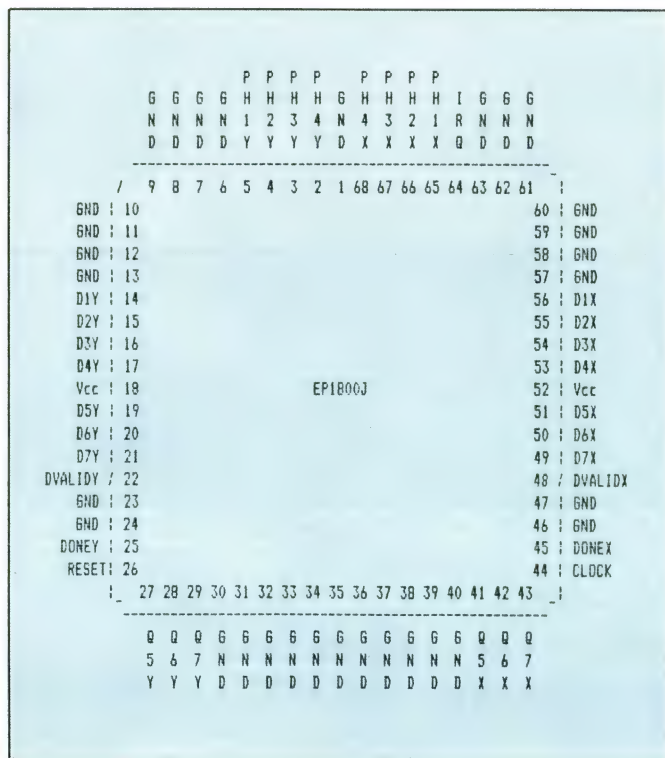 P P P P P P P P
G G G G H H H H G H H H H I G G G
N N N N 1 2 3 4 N 4 3 2 1 R N N N
D D D D Y Y Y Y D X X X X Q D D D
9 8 7 6 5 4 3 2 1 68 67 66 65 64 63 62 61
GND 10 60 GND
GND 11 59 GND
GND 12 58 GND
GND 13 57 GND
D1Y 14 56 D1X
D2Y 15 55 D2X
D3Y 16 54 D3X
D4Y 17 53 D4X
Vcc 18 EP1800J 52 Vcc
D5Y 19 51 D5X
D6Y 20 50 D6X
D7Y 21 49 D7X
DVALIDY 22 48 DVALIDX
GND 23 47 GND
GND 24 46 GND
DONEY 25 45 DONEX
RESET 26 44 CLOCK
27 28 29 30 31 32 33 34 35 36 37 38 39 40 41 42 43
Q Q Q G G G G G G G G G G G Q Q Q
5 6 7 N N N N N N N N N N N 5 6 7
Y Y Y D D D D D D D D D D D X X X